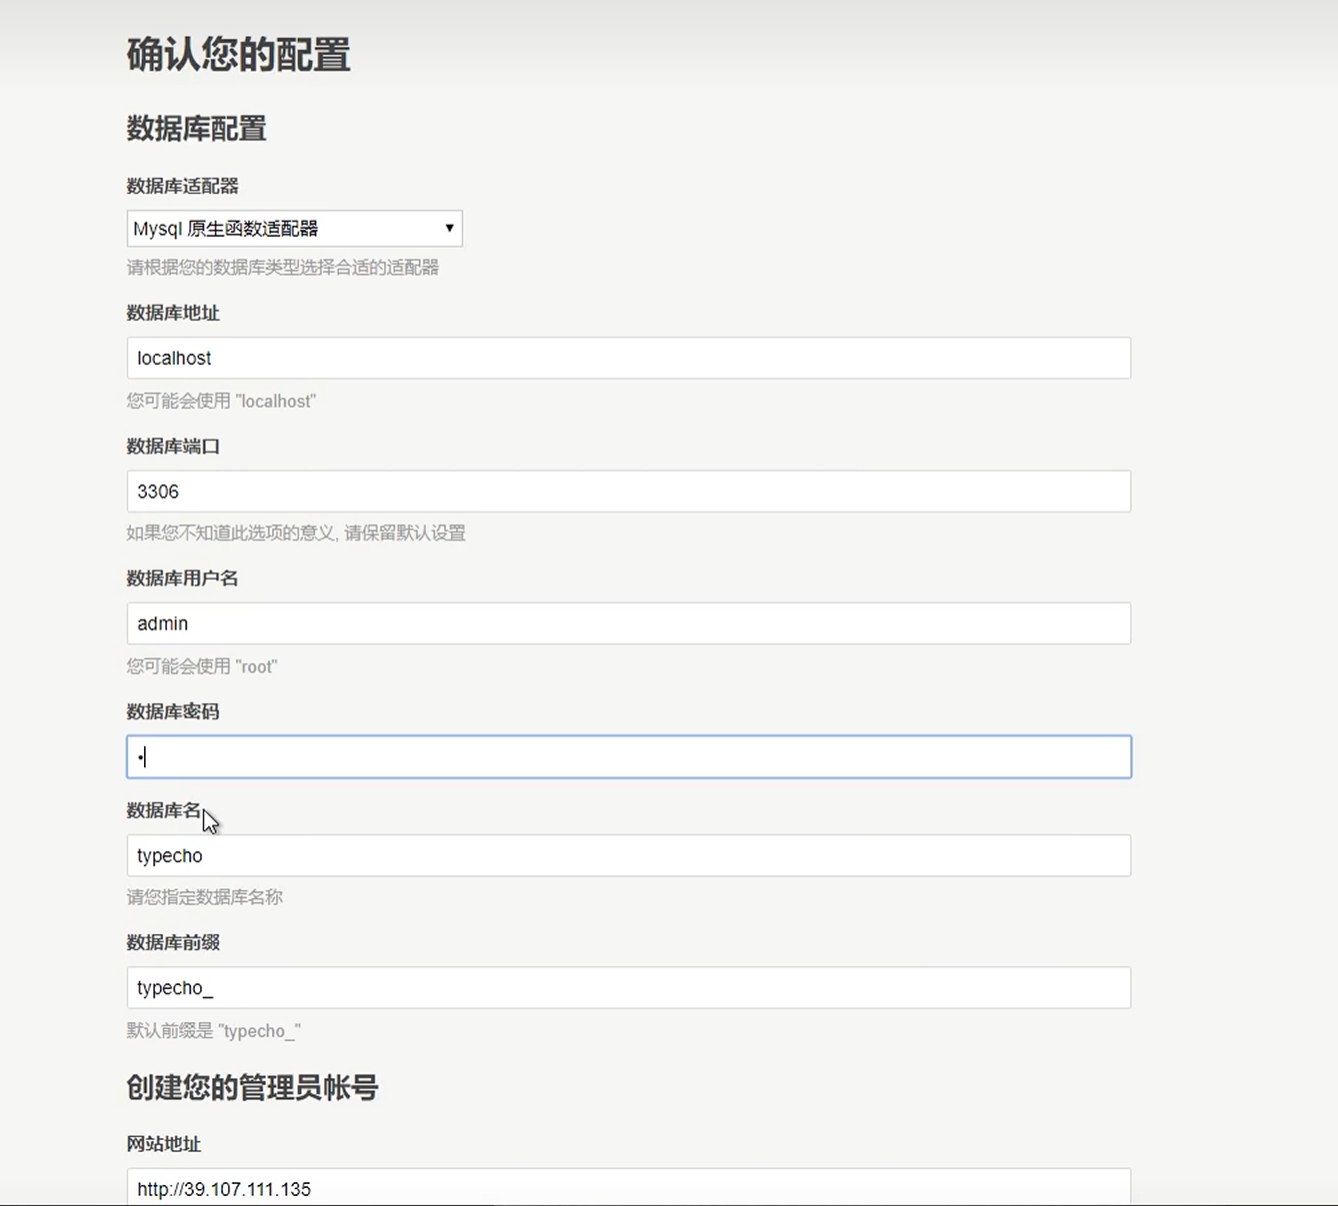 确认您的配置
数据库配置
数据库适配器
Mysql 原生函数适配器
请根据您的数据库类型选择合适的适配器
数据库地址
localhost
您可能会使用 "localhost"
数据库端口
3306
如果您不知道此选项的意义, 请保留默认设置
数据库用户名
admin
您可能会使用 "root"
数据库密码
•
数据库名
typecho
请您指定数据库名称
数据库前缀
typecho_
默认前缀是 "typecho_"
创建您的管理员帐号
网站地址
http://39.107.111.135